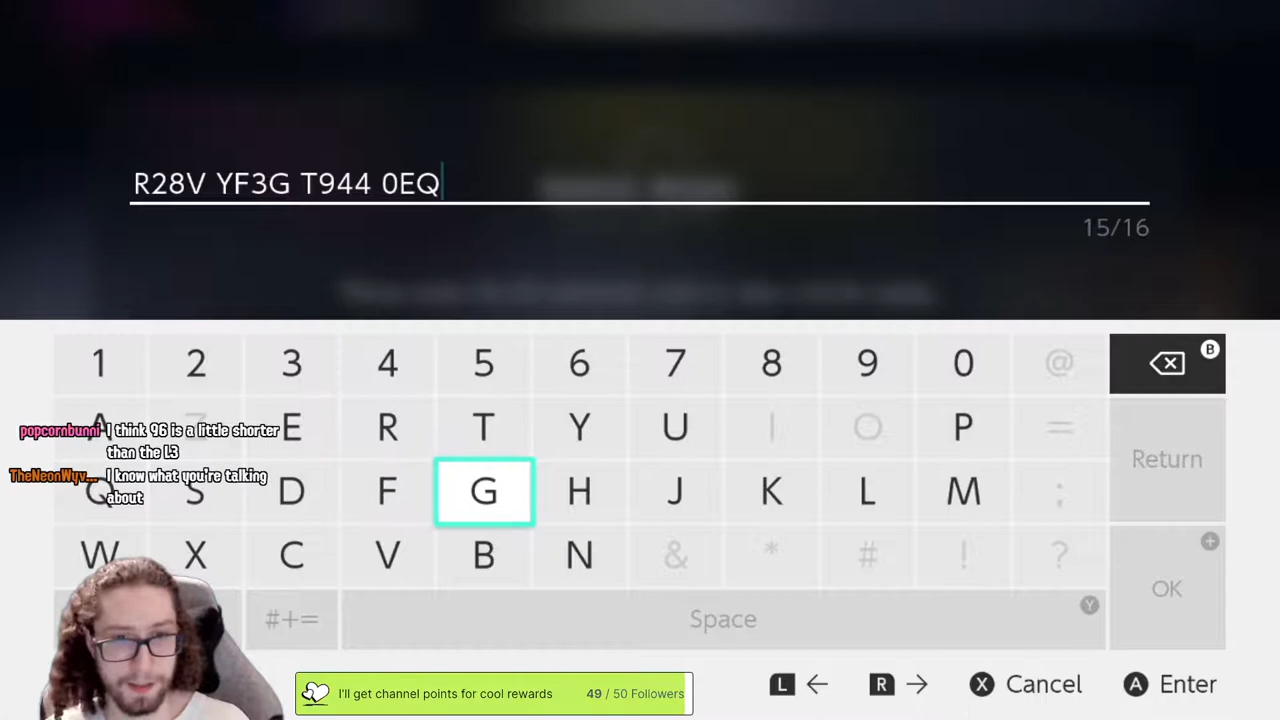 R28V YF3G T944 0EQ
15/16
1 2 3 4 5 6 7 8 9 0 @ B
A Z E R T Y U I O P =
popcornbunni I think 96 is a little shorter
than the L3
Return
TheNeonWyv... I know what you're talking
about
Q S D F G H J K L M ;
W X C V B N & * # ! ? +
OK
#+= Space Y
I'll get channel points for cool rewards 49 / 50 Followers
L ← R → X Cancel A Enter